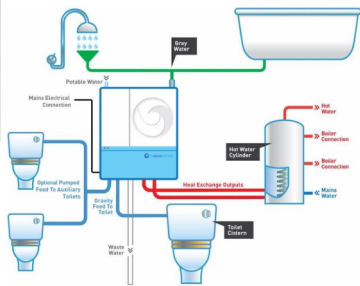 Grey
Water
Potable Water
Mains Electrical
Connection
Hot
Water
Hot Water
Cylinder
Boiler
Connection
Boiler
Connection
Optional Pumped
Feed To Auxiliary
Toilets
Gravity
Feed To
Toilet
Heat Exchange Outputs
Mains
Water
Toilet
Cistern
Waste
Water